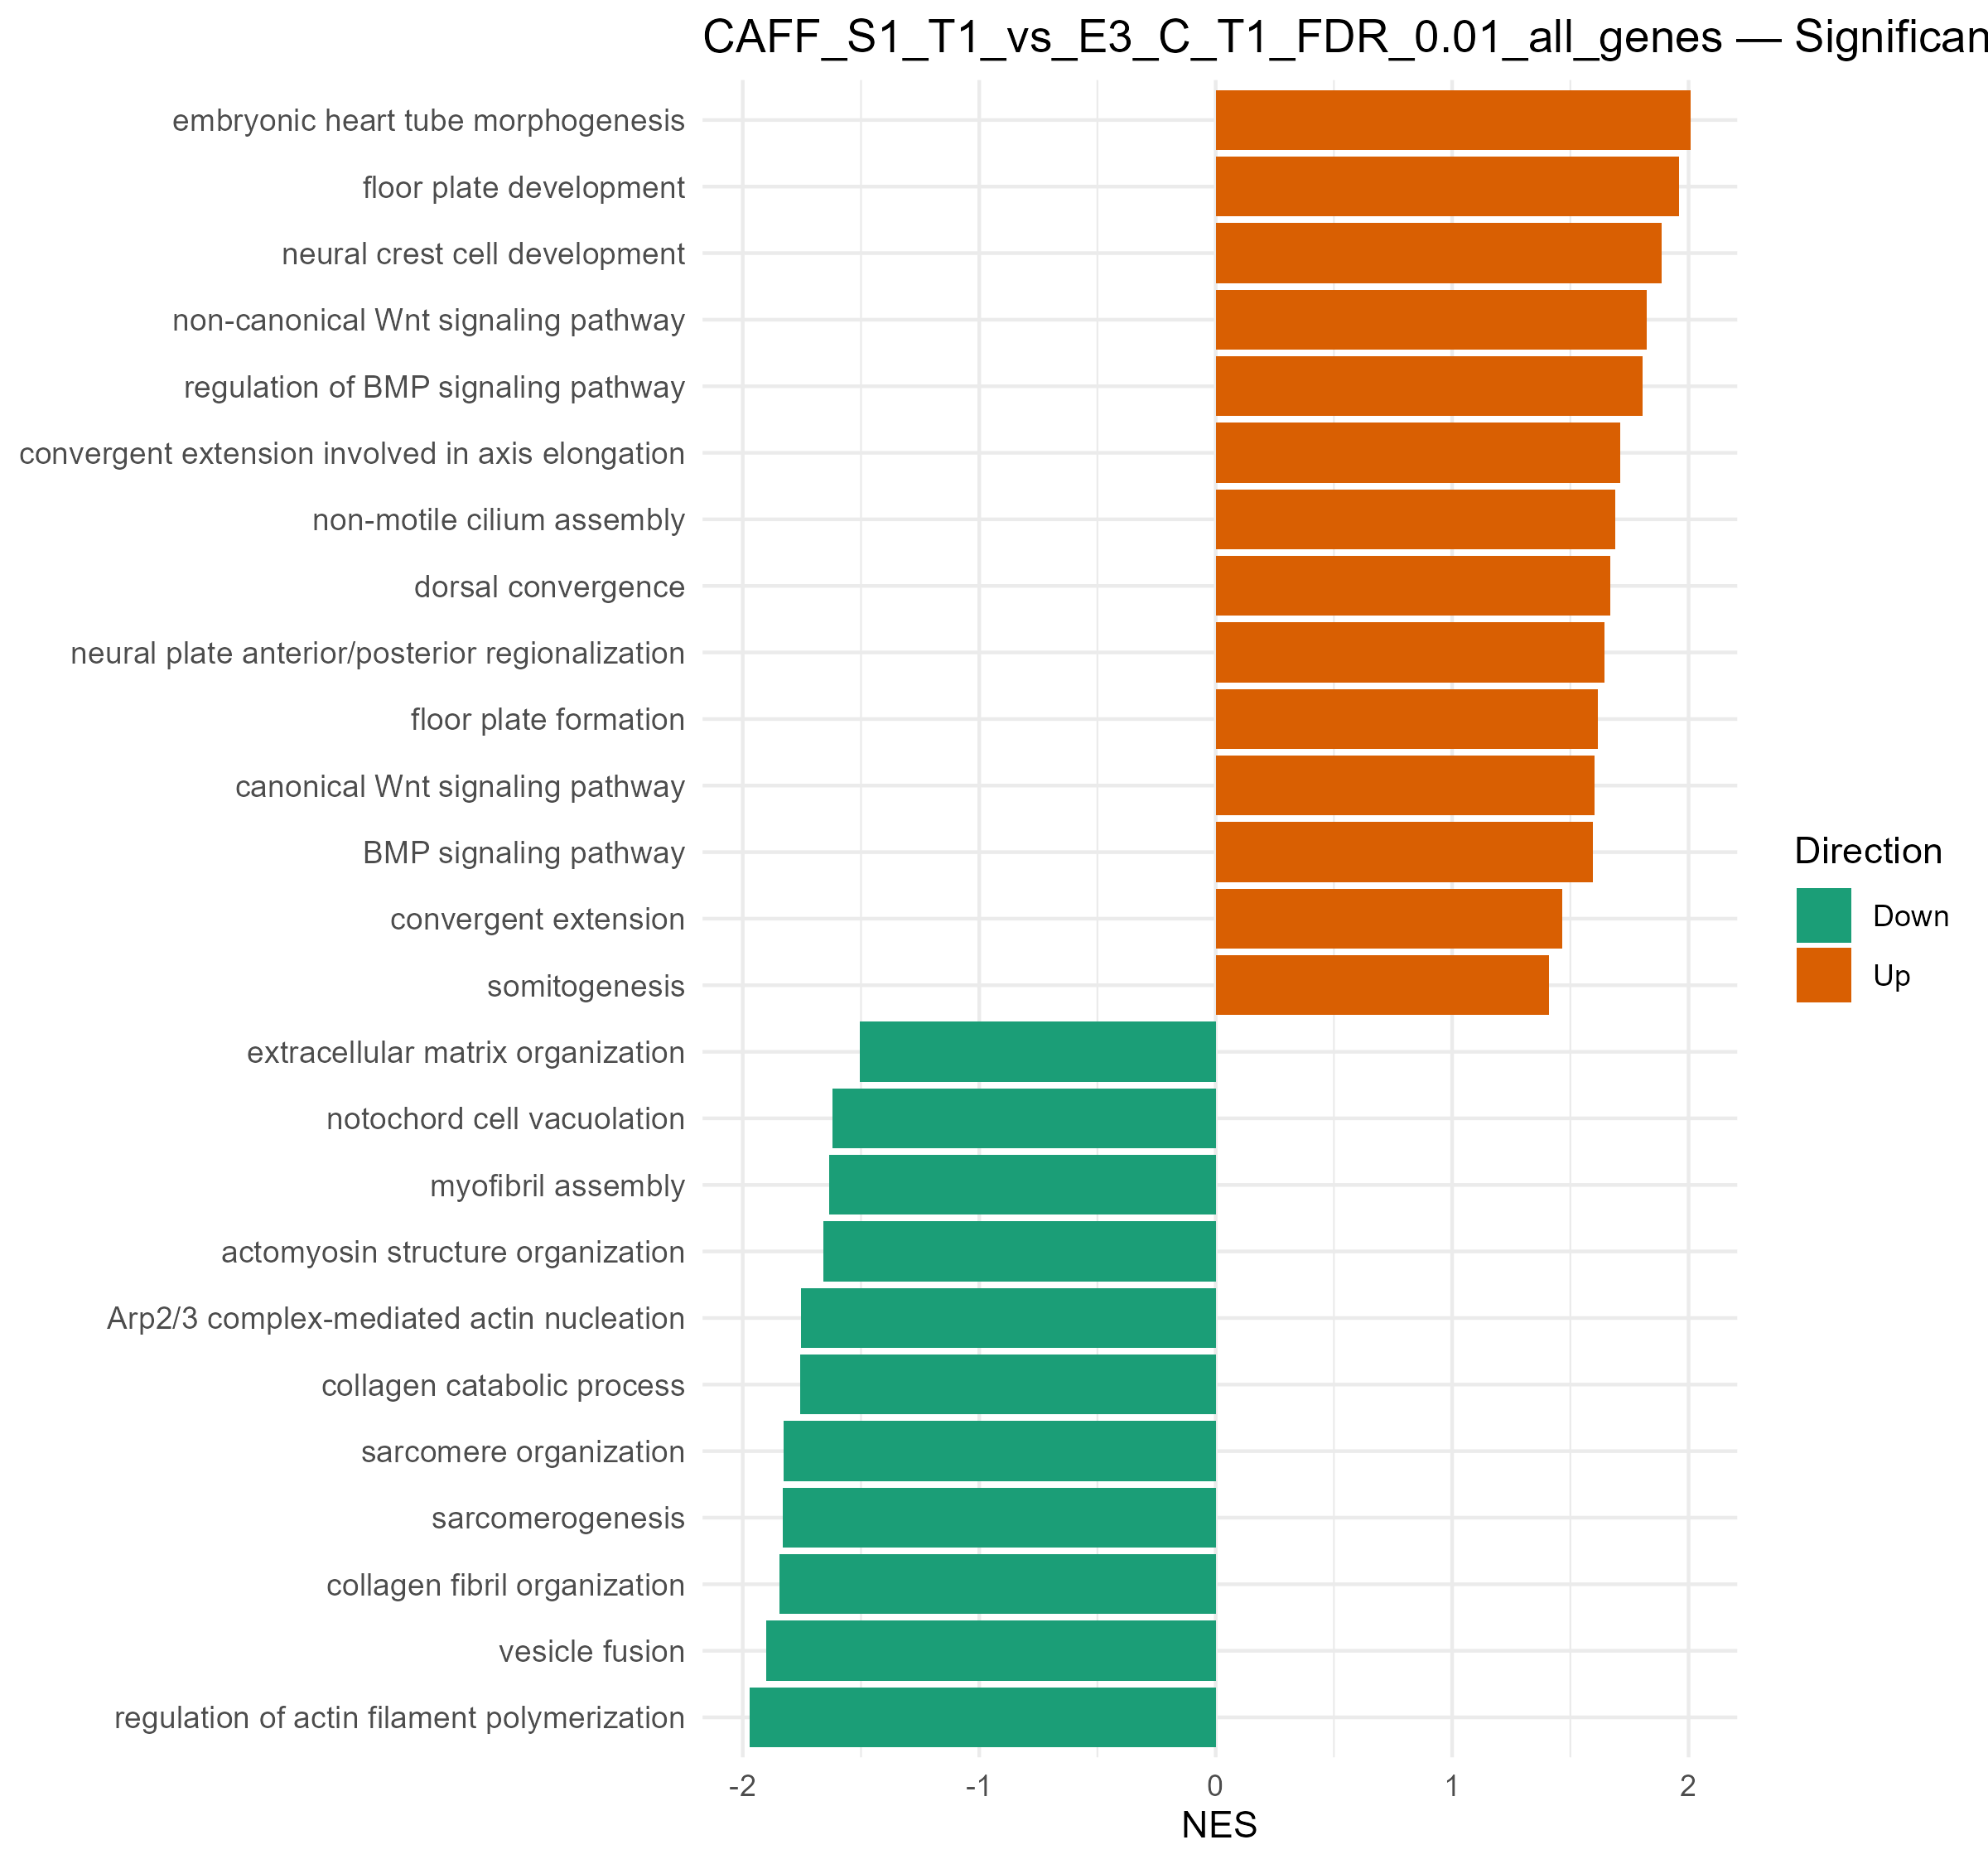 CAFF_S1_T1_vs_E3_C_T1_FDR_0.01_all_genes — Significan
embryonic heart tube morphogenesis
floor plate development
neural crest cell development
non-canonical Wnt signaling pathway
regulation of BMP signaling pathway
convergent extension involved in axis elongation
non-motile cilium assembly
dorsal convergence
neural plate anterior/posterior regionalization
floor plate formation
canonical Wnt signaling pathway
BMP signaling pathway
convergent extension
somitogenesis
extracellular matrix organization
notochord cell vacuolation
myofibril assembly
actomyosin structure organization
Arp2/3 complex-mediated actin nucleation
collagen catabolic process
sarcomere organization
sarcomerogenesis
collagen fibril organization
vesicle fusion
regulation of actin filament polymerization
-2 -1 0 1 2
NES
Direction
Down
Up